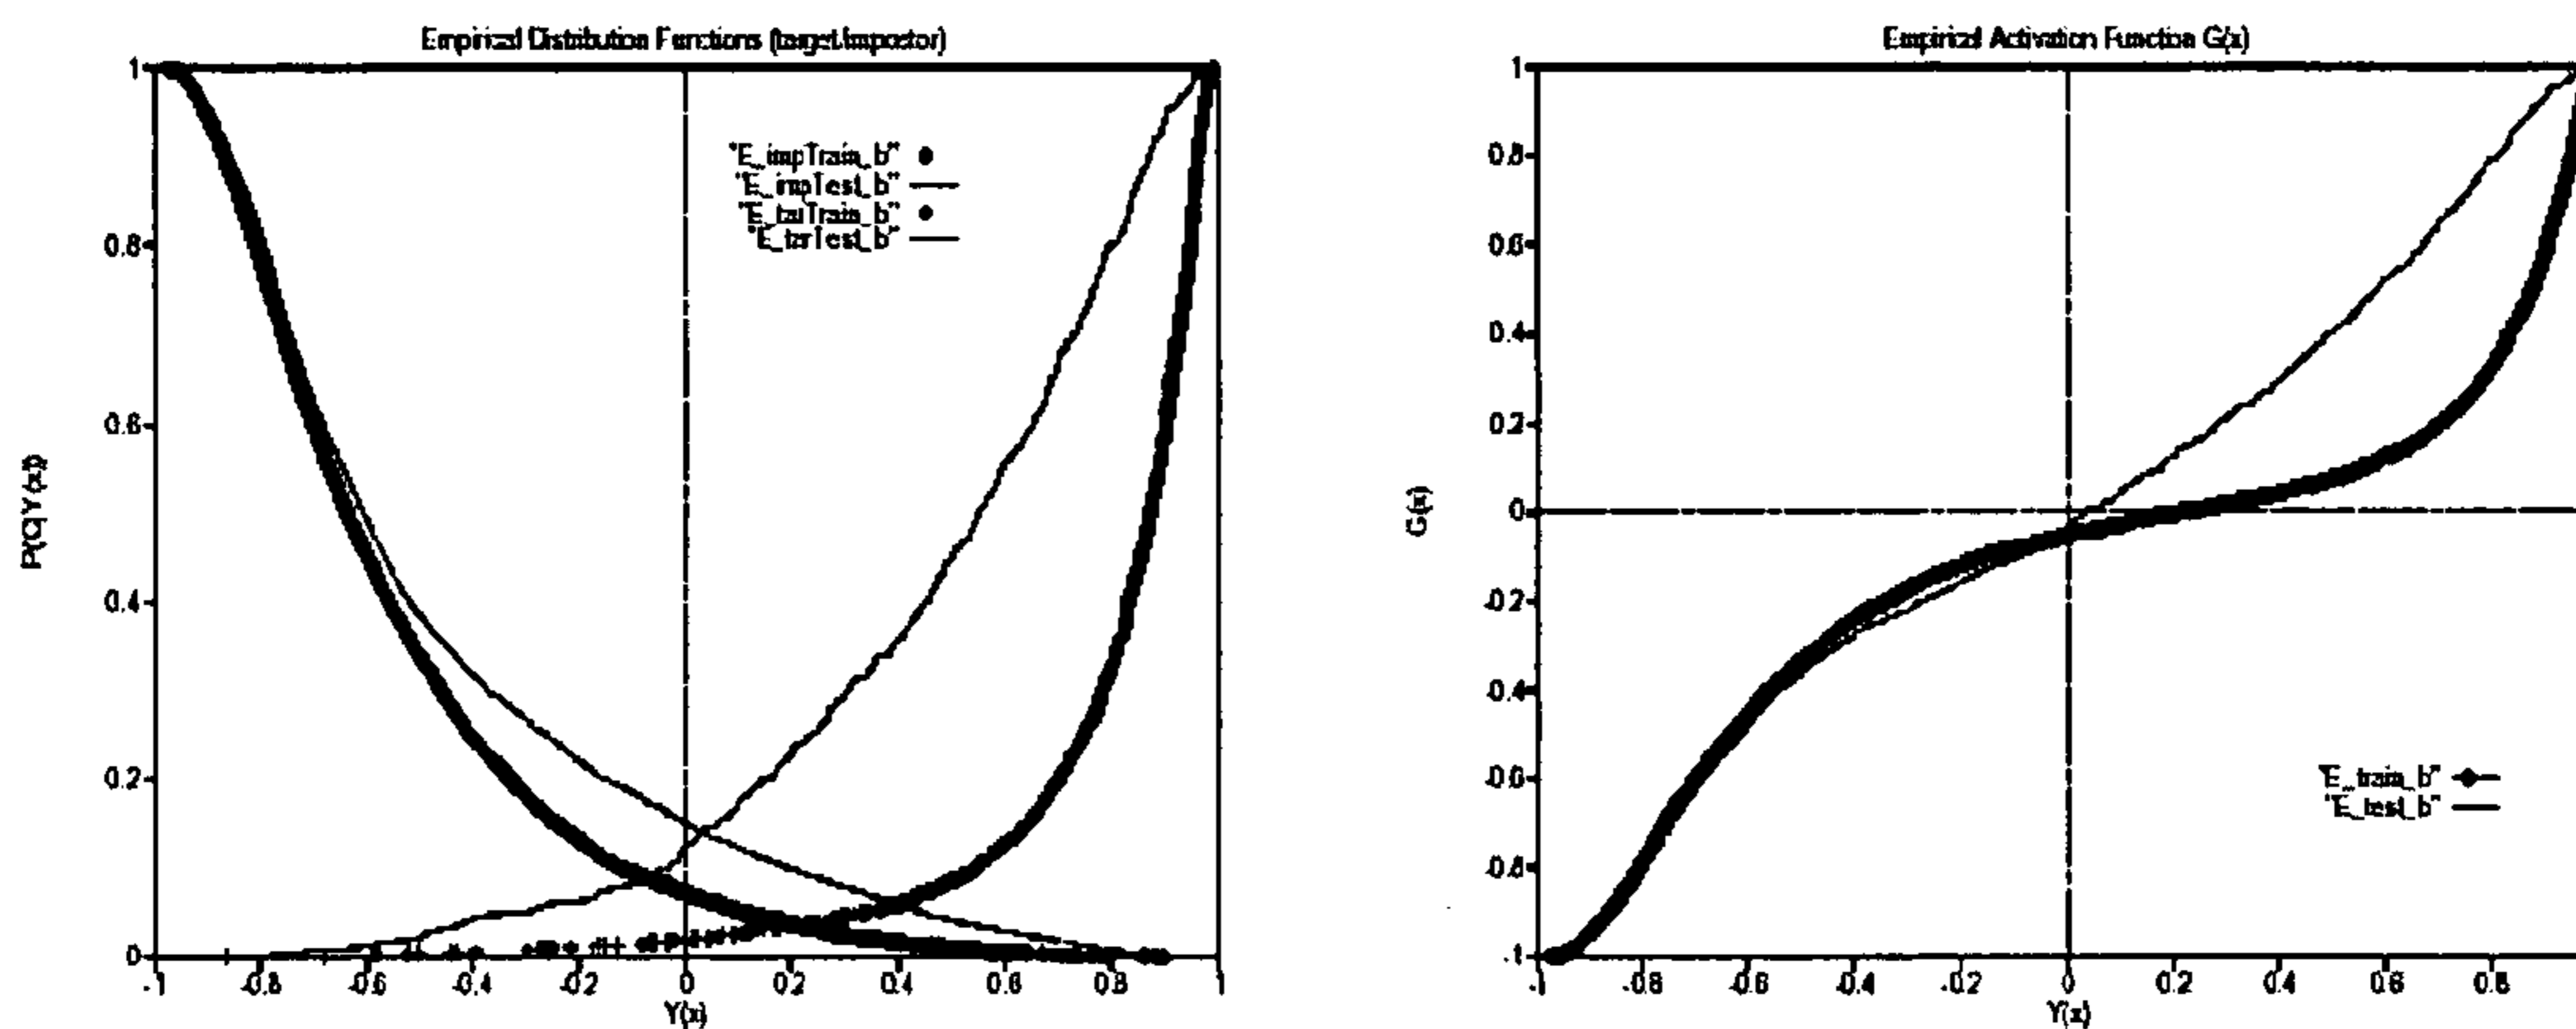 Empirical Distribution Functions (target/impostor)
1
0.8
0.6
0.4
0.2
0
P(C|Y(x))
"E_impTrain_b"
"E_impTest_b"
"E_tarTrain_b"
"E_tarTest_b"
-1 -0.8 -0.6 -0.4 -0.2 0 0.2 0.4 0.6 0.8 1
Y(x)
Empirical Activation Function G(x)
1
0.8
0.6
0.4
0.2
0
-0.2
-0.4
-0.6
-0.8
-1
G(x)
"E_train_b"
"E_test_b"
-1 -0.8 -0.6 -0.4 -0.2 0 0.2 0.4 0.6 0.8
Y(x)